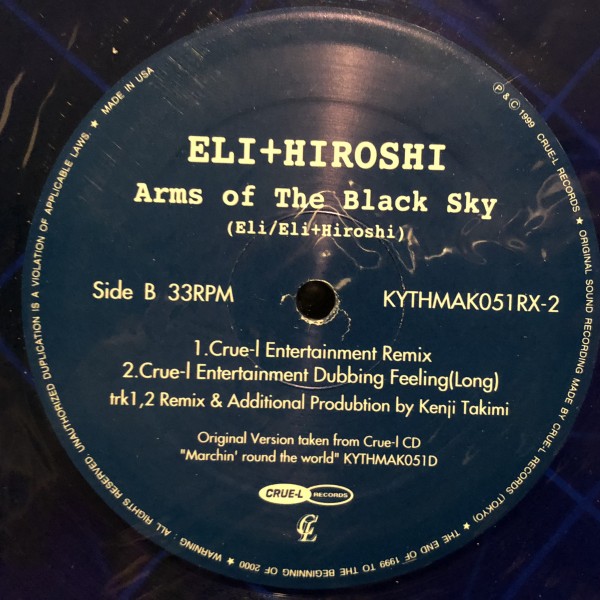 ELI+HIROSHI
Arms of The Black Sky
(Eli/Eli+Hiroshi)
Side B 33RPM
KYTHMAK051RX-2
1.Crue-l Entertainment Remix
2.Crue-l Entertainment Dubbing Feeling(Long)
trk1,2 Remix & Additional Produbtion by Kenji Takimi
Original Version taken from Crue-l CD
"Marchin' round the world" KYTHMAK051D
CRUE-L RECORDS
CL
℗ & © 1999 CRUE-L RECORDS ★ ORIGINAL SOUND RECORDING MADE BY CRUE-L RECORDS (TOKYO) ★ THE END OF 1999 TO THE BEGINNING OF 2000 ★ WARNING : ALL RIGHTS RESERVED. UNAUTHORIZED DUPLICATION IS A VIOLATION OF APPLICABLE LAWS. ★ MADE IN USA